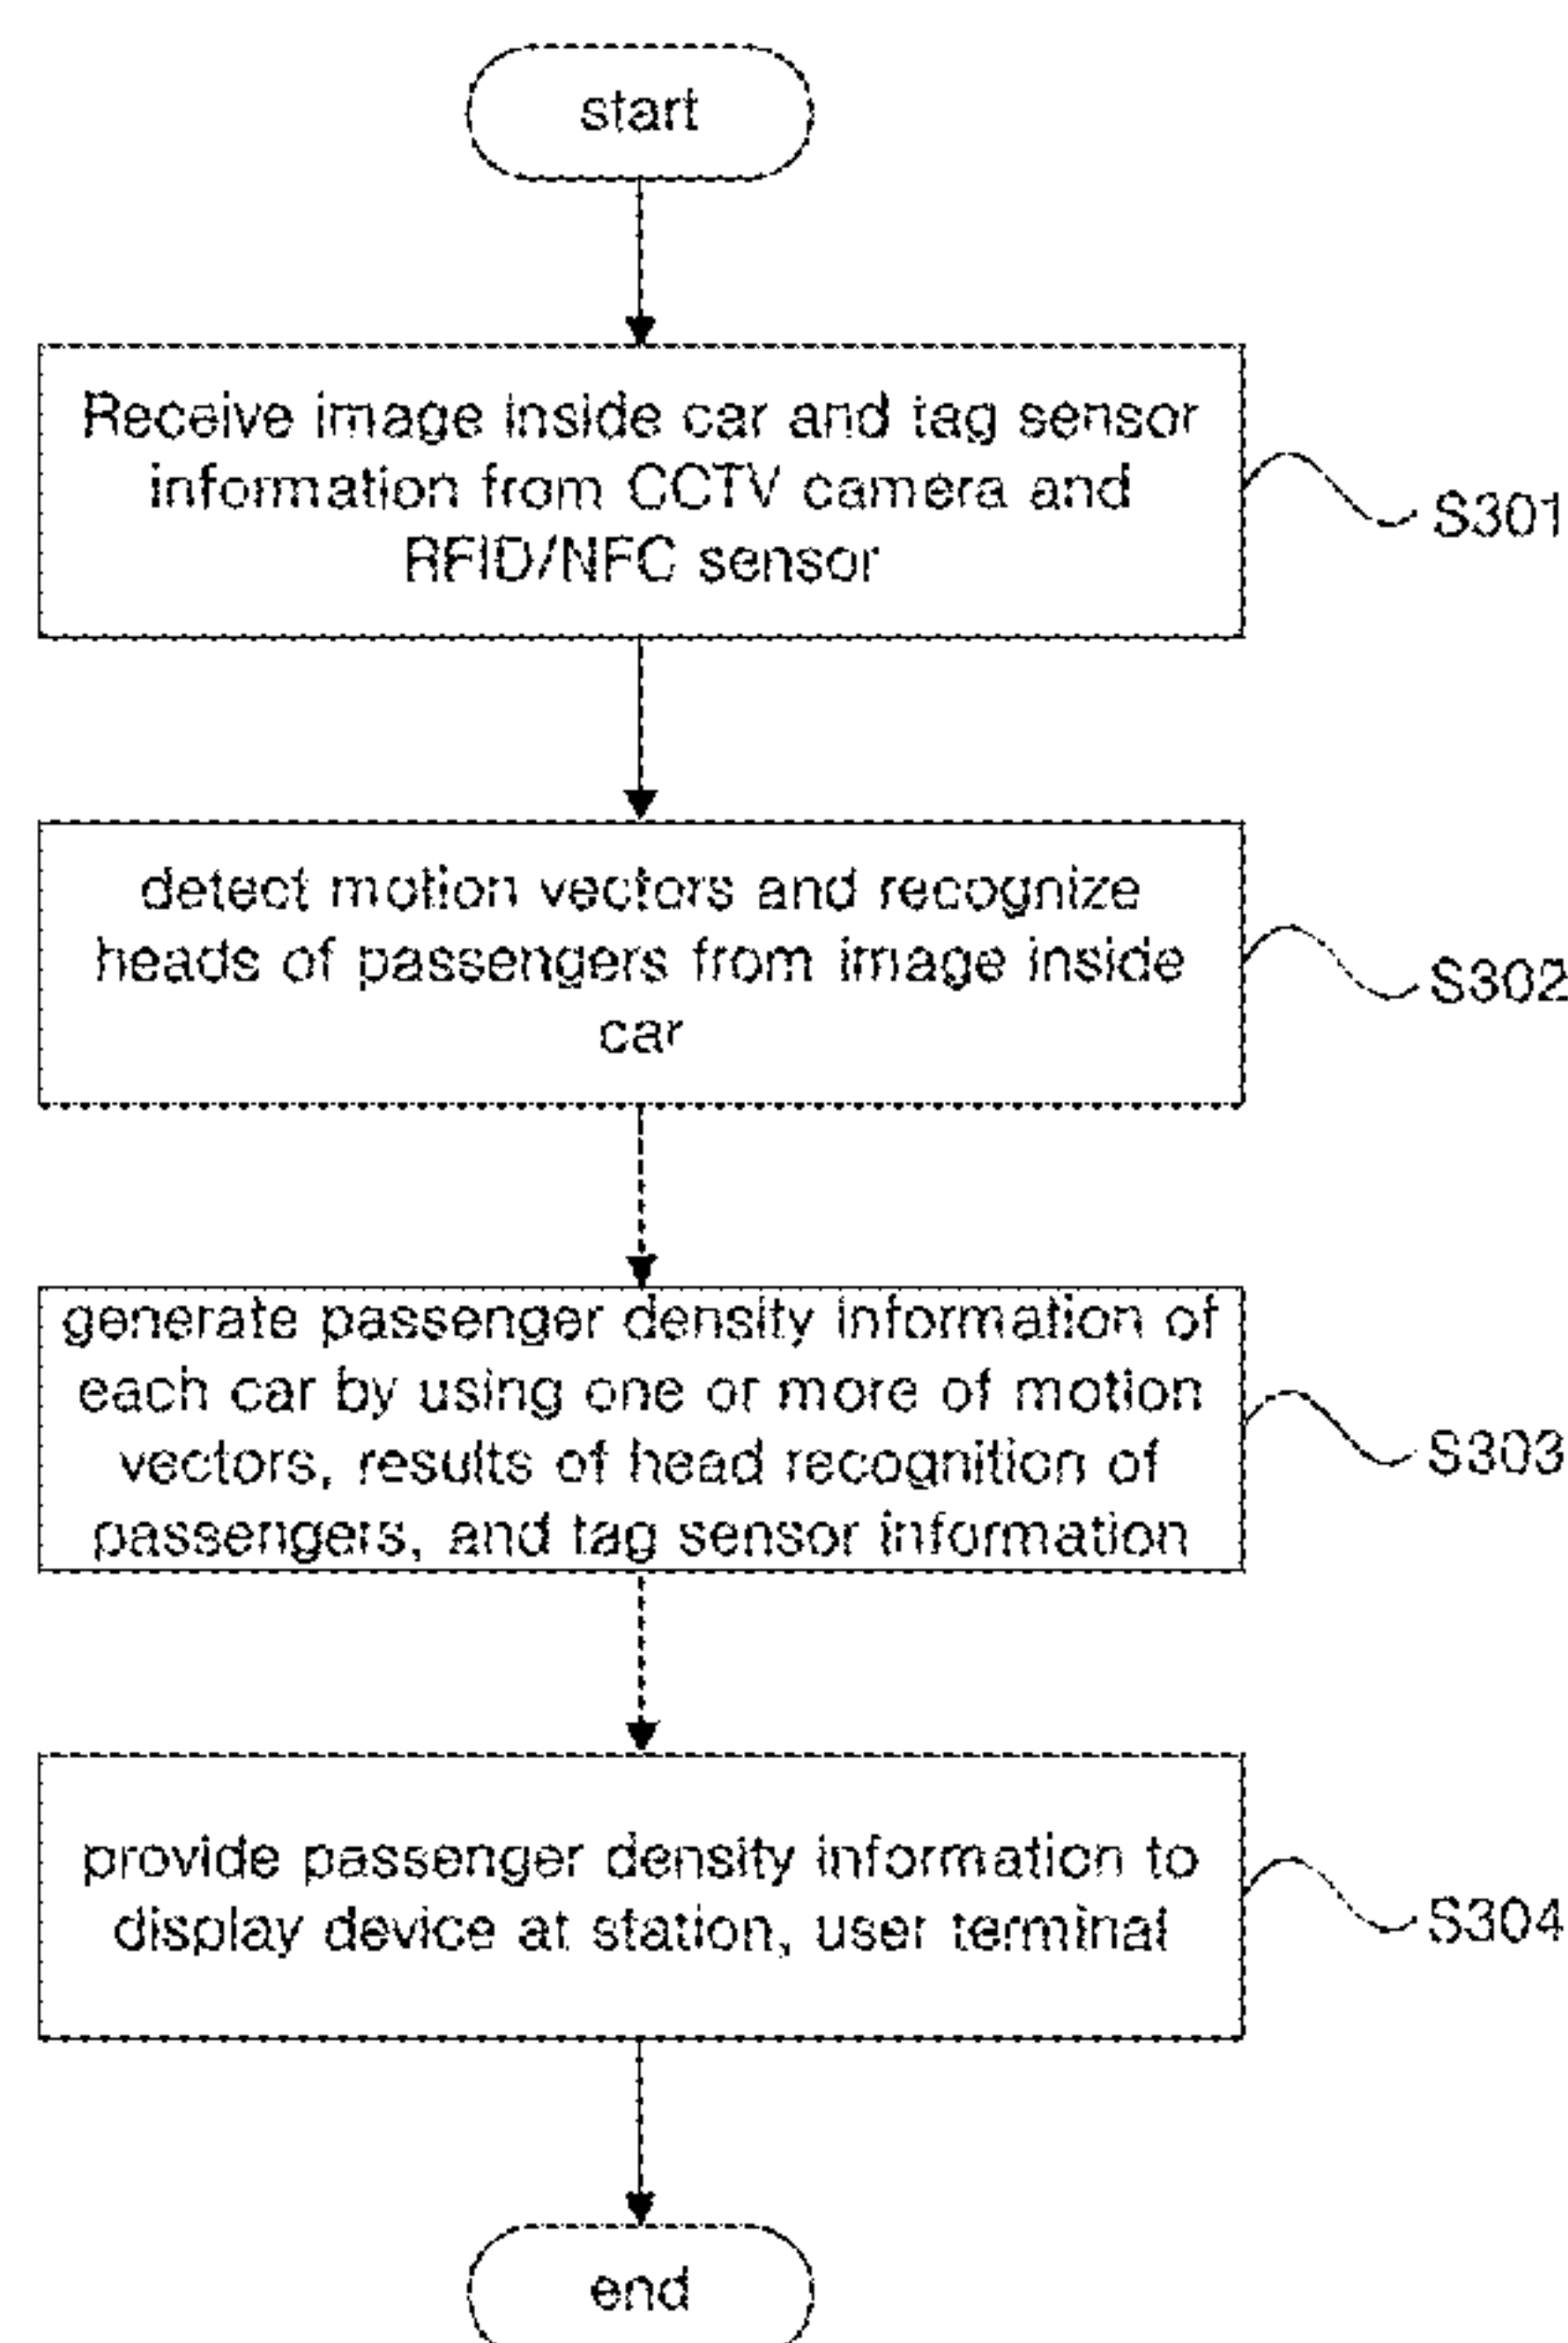 start
Receive image inside car and tag sensor
information from CCTV camera and
RFID/NFC sensor
S301
detect motion vectors and recognize
heads of passengers from image inside
car
S302
generate passenger density information of
each car by using one or more of motion
vectors, results of head recognition of
passengers, and tag sensor information
S303
provide passenger density information to
display device at station, user terminal
S304
end